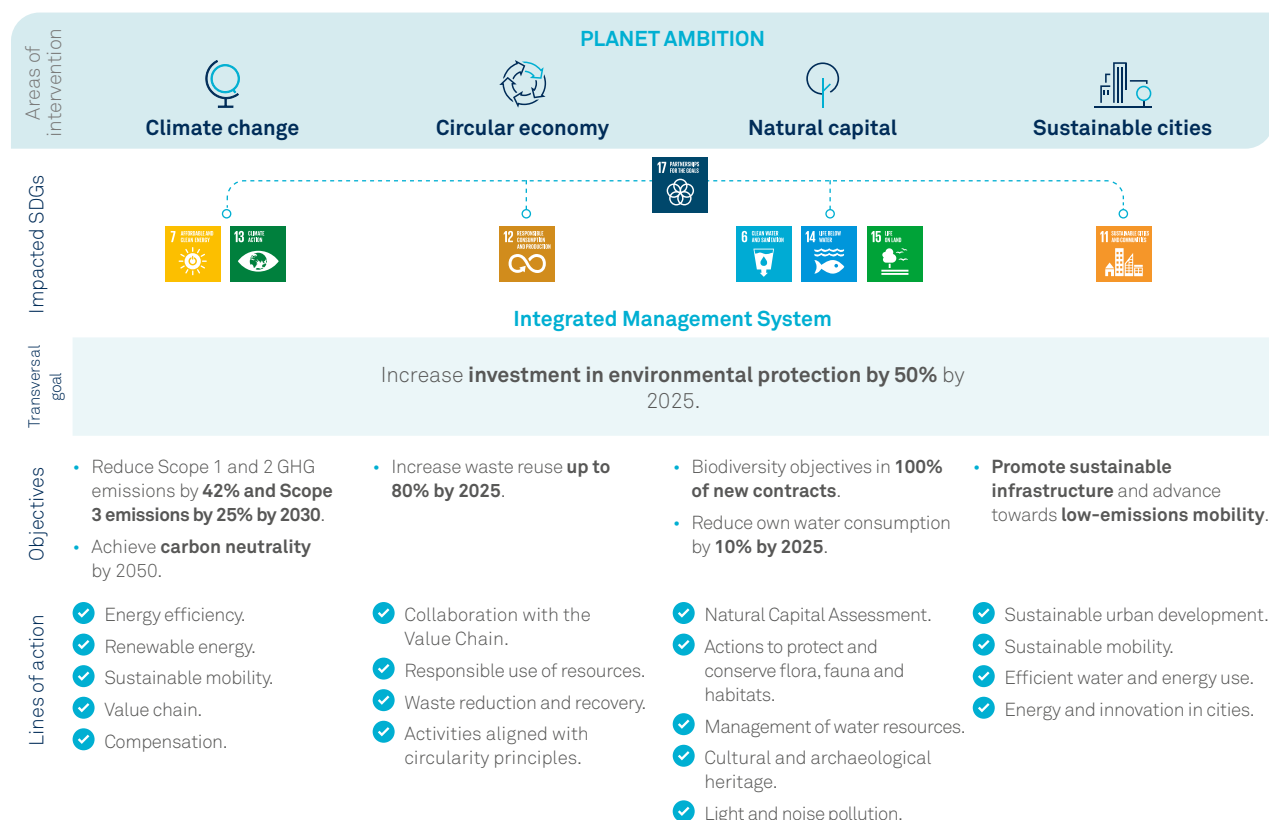 Areas of
intervention
PLANET AMBITION
Climate change
Circular economy
Natural capital
Sustainable cities
Impacted SDGs
17 PARTNERSHIPS
FOR THE GOALS
7 AFFORDABLE AND
CLEAN ENERGY
13 CLIMATE
ACTION
12 RESPONSIBLE
CONSUMPTION
AND PRODUCTION
6 CLEAN WATER
AND SANITATION
14 LIFE BELOW
WATER
15 LIFE
ON LAND
11 SUSTAINABLE CITIES
AND COMMUNITIES
Integrated Management System
Transversal
goal
Increase investment in environmental protection by 50% by
2025.
Objectives
• Reduce Scope 1 and 2 GHG
emissions by 42% and Scope
3 emissions by 25% by 2030.
• Achieve carbon neutrality
by 2050.
• Increase waste reuse up to
80% by 2025.
• Biodiversity objectives in 100%
of new contracts.
• Reduce own water consumption
by 10% by 2025.
• Promote sustainable
infrastructure and advance
towards low-emissions mobility.
Lines of action
Energy efficiency.
Renewable energy.
Sustainable mobility.
Value chain.
Compensation.
Collaboration with the
Value Chain.
Responsible use of resources.
Waste reduction and recovery.
Activities aligned with
circularity principles.
Natural Capital Assessment.
Actions to protect and
conserve flora, fauna and
habitats.
Management of water resources.
Cultural and archaeological
heritage.
Light and noise pollution.
Sustainable urban development.
Sustainable mobility.
Efficient water and energy use.
Energy and innovation in cities.